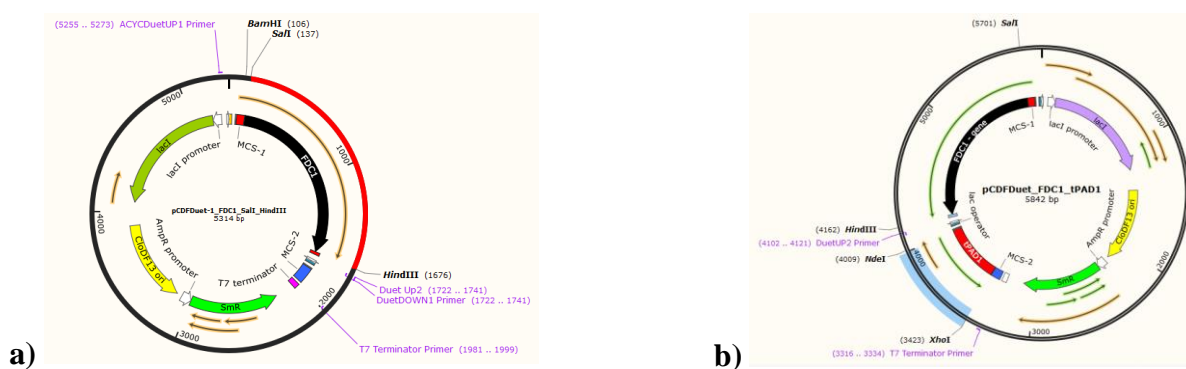 a)
(5255 .. 5273) ACYCDuetUP1 Primer
BamHI (106)
SalI (137)
5000
1000
lacI
lacI promoter
MCS-1
FDC1
pCDFDuet-1_FDC1_SalI_HindIII
5314 bp
4000
AmpR promoter
CloDF13 ori
MCS-2
T7 terminator
SmR
HindIII (1676)
Duet Up2 (1722 .. 1741)
DuetDOWN1 Primer (1722 .. 1741)
2000
3000
T7 Terminator Primer (1981 .. 1999)
b)
(5701) SalI
5000
1000
MCS-1
lacI promoter
lacI
FDC1 - gene
pCDFDuet_FDC1_tPAD1
5842 bp
lac operator
AmpR promoter
CloDF13 ori
(4162) HindIII
(4102 .. 4121) DuetUP2 Primer
(4009) NdeI
4000
tPAD1
MCS-2
SmR
2000
3000
(3423) XhoI
(3316 .. 3334) T7 Terminator Primer